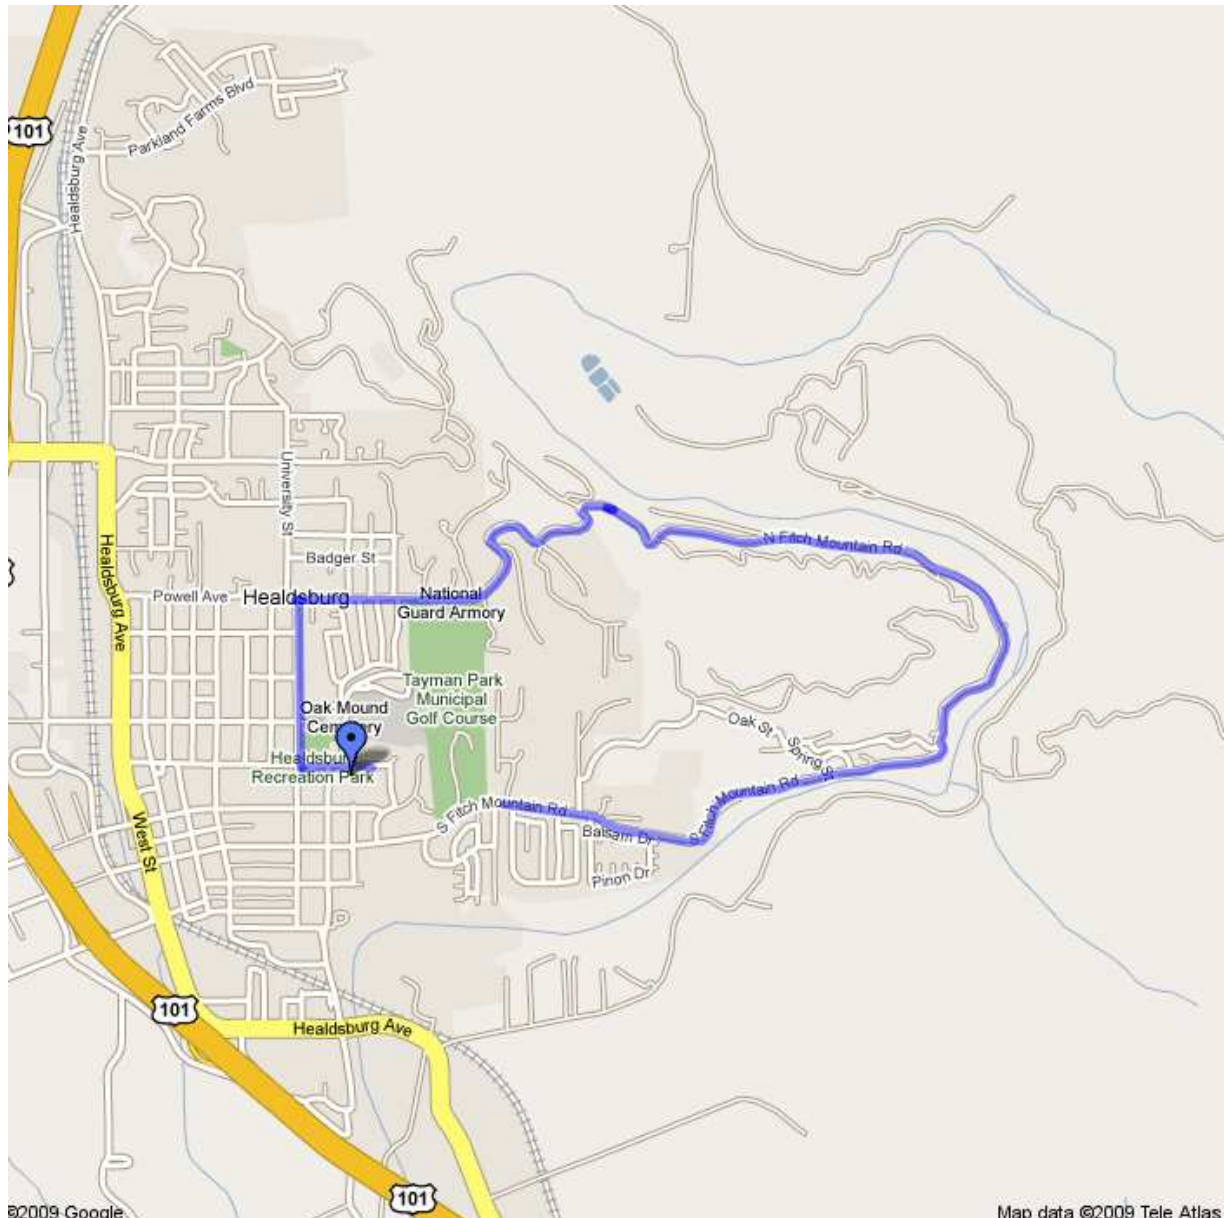 101
Parkland Farms Blvd
Healdsburg Ave
University St
Badger St
Healdsburg Ave
Powell Ave
Healdsburg
National
Guard Armory
N Fitch Mountain Rd
Tayman Park
Municipal
Golf Course
Oak Mound
Cemetery
Oak St
Spring St
Healdsburg
Recreation Park
S Fitch Mountain Rd
S Fitch Mountain Rd
Balsam Dr
Pinon Dr
West St
101
Healdsburg Ave
101
©2009 Google
Map data ©2009 Tele Atlas